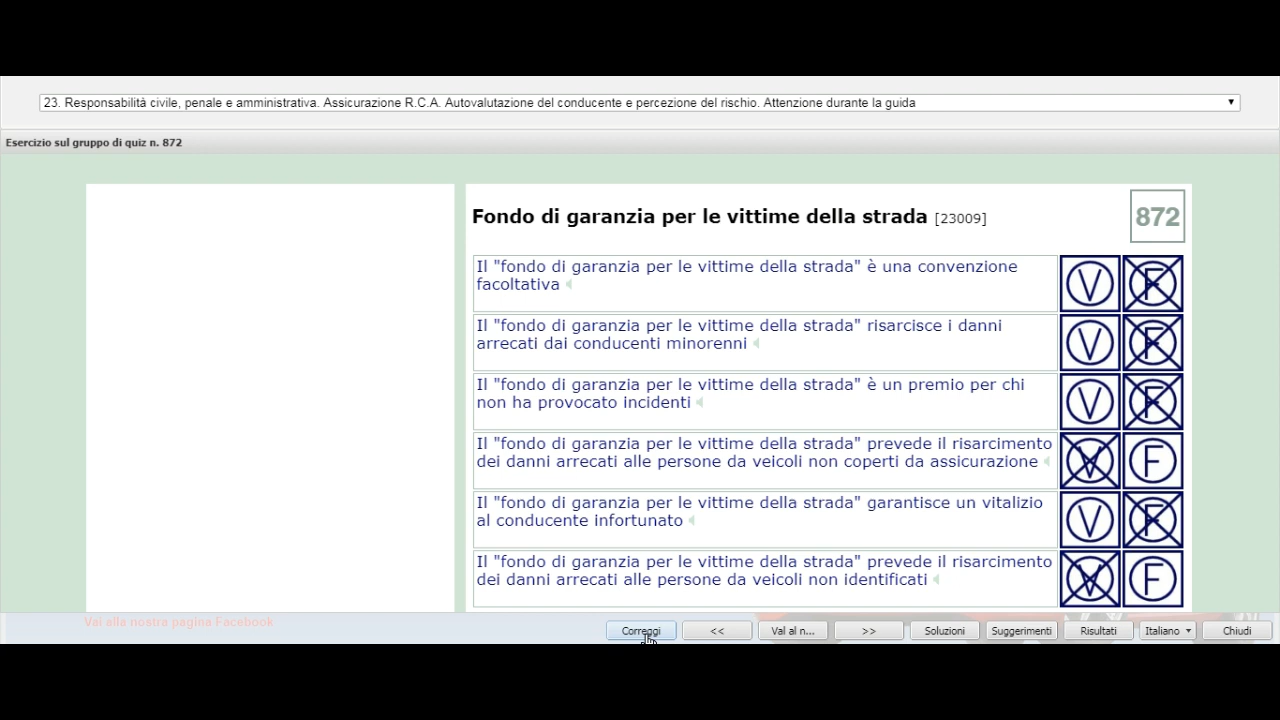 23. Responsabilità civile, penale e amministrativa. Assicurazione R.C.A. Autovalutazione del conducente e percezione del rischio. Attenzione durante la guida
Esercizio sul gruppo di quiz n. 872
Fondo di garanzia per le vittime della strada [23009]
872
Il "fondo di garanzia per le vittime della strada" è una convenzione
facoltativa
V F
Il "fondo di garanzia per le vittime della strada" risarcisce i danni
arrecati dai conducenti minorenni
V F
Il "fondo di garanzia per le vittime della strada" è un premio per chi
non ha provocato incidenti
V F
Il "fondo di garanzia per le vittime della strada" prevede il risarcimento
dei danni arrecati alle persone da veicoli non coperti da assicurazione
V F
Il "fondo di garanzia per le vittime della strada" garantisce un vitalizio
al conducente infortunato
V F
Il "fondo di garanzia per le vittime della strada" prevede il risarcimento
dei danni arrecati alle persone da veicoli non identificati
V F
Vai alla nostra pagina Facebook
Correggi << Vai al n... >> Soluzioni Suggerimenti Risultati Italiano Chiudi